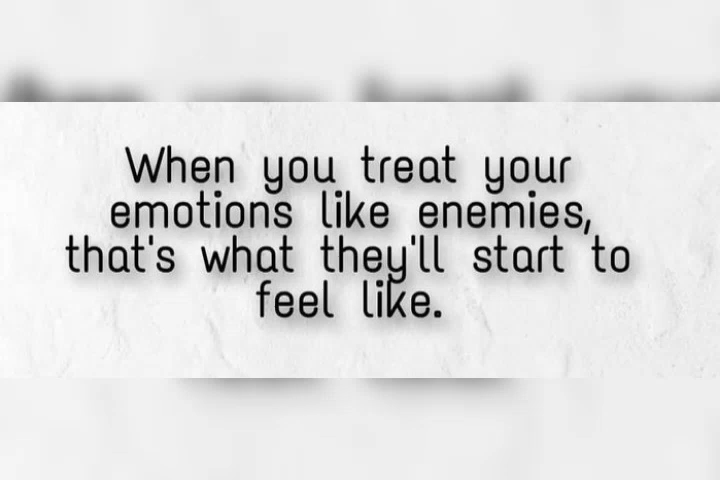 When you treat your
emotions like enemies,
that's what they'll start to
feel like.